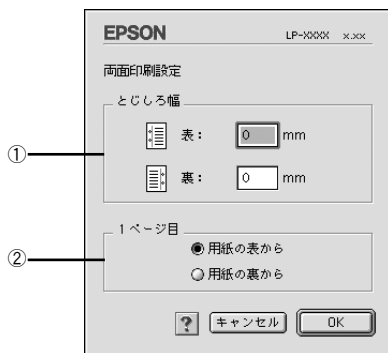 EPSON LP-XXXX x.xx
両面印刷設定
とじしろ幅
① 表： 0 mm
裏： 0 mm
1ページ目
② ◉用紙の表から
○用紙の裏から
? キャンセル OK